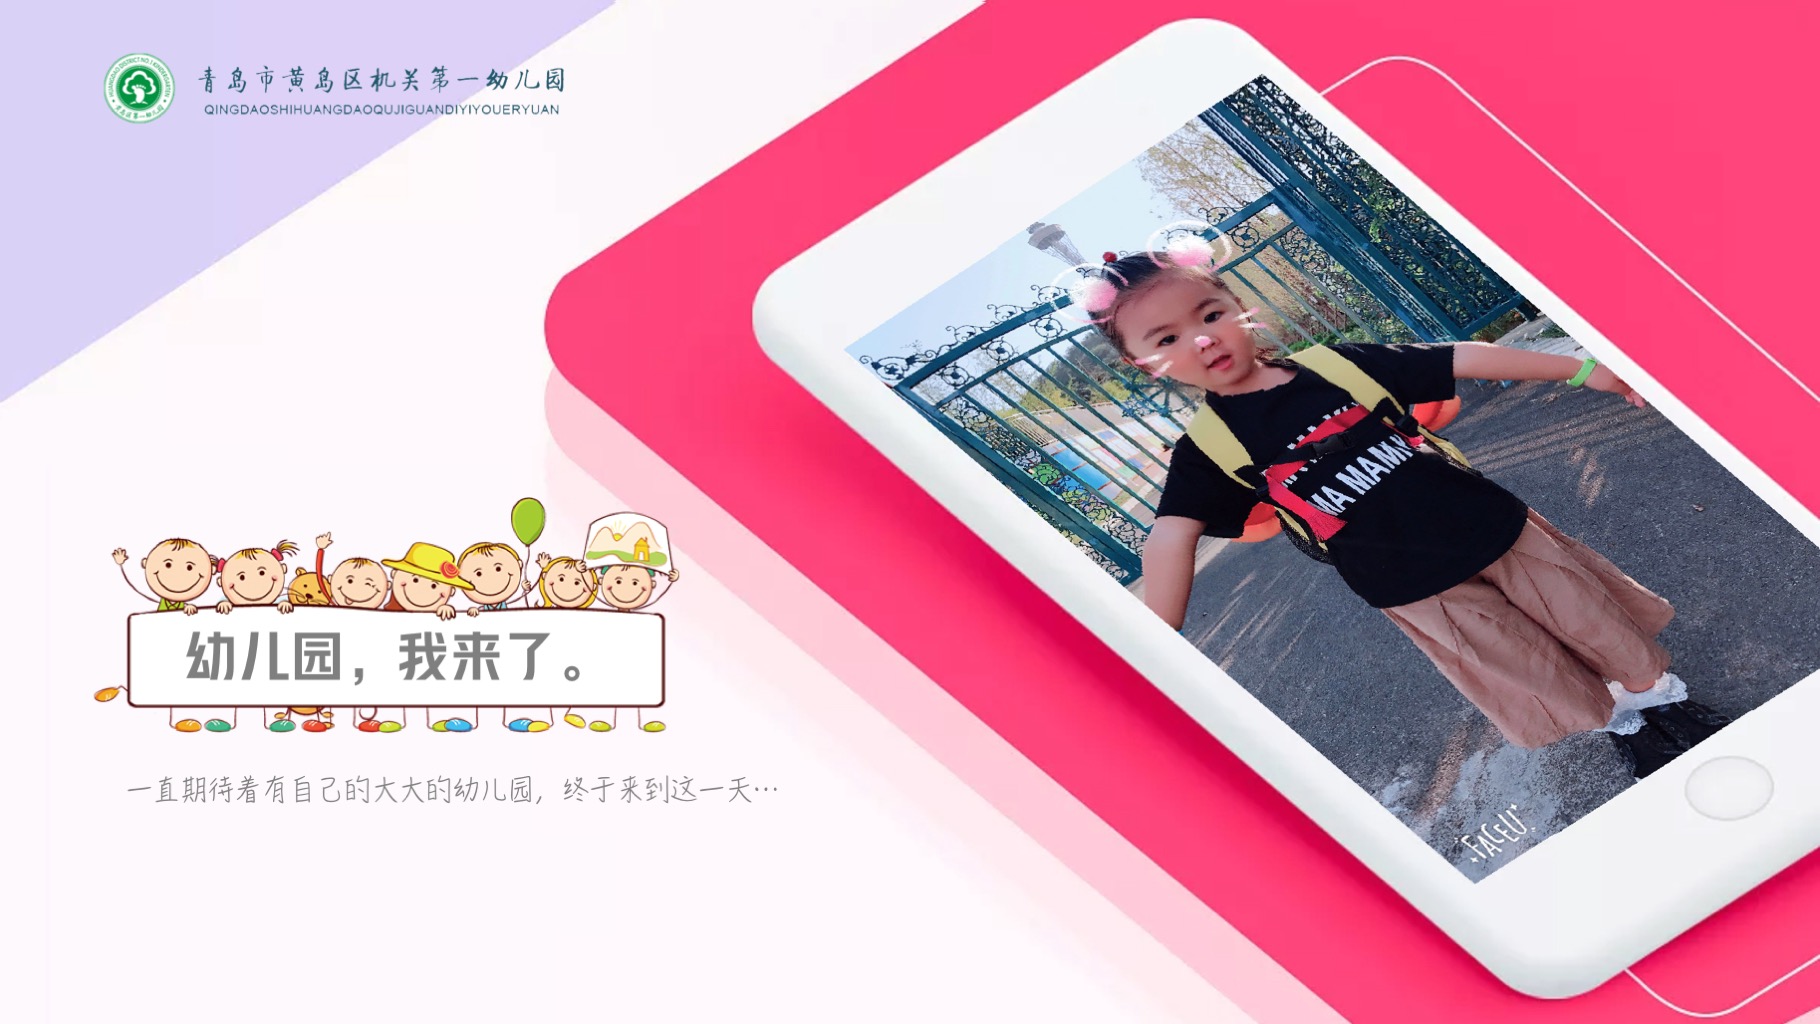 青岛市黄岛区机关第一幼儿园
QINGDAOSHIHUANGDAOQUJIGUANDIYIYOUERYUAN
幼儿园，我来了。
一直期待着有自己的大大的幼儿园，终于来到这一天…
MA MAMI
FACEU